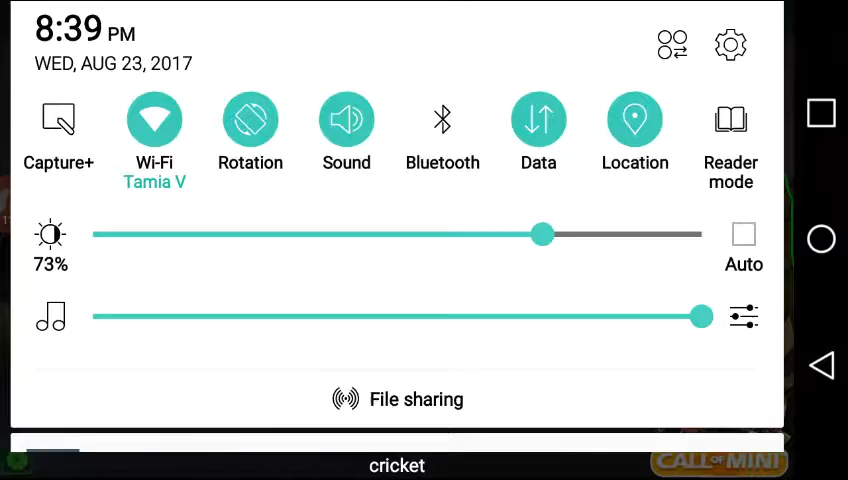 8:39 PM
WED, AUG 23, 2017
Capture+
Wi-Fi
Tamia V
Rotation
Sound
Bluetooth
Data
Location
Reader
mode
73%
Auto
File sharing
cricket
CALL OF MINI